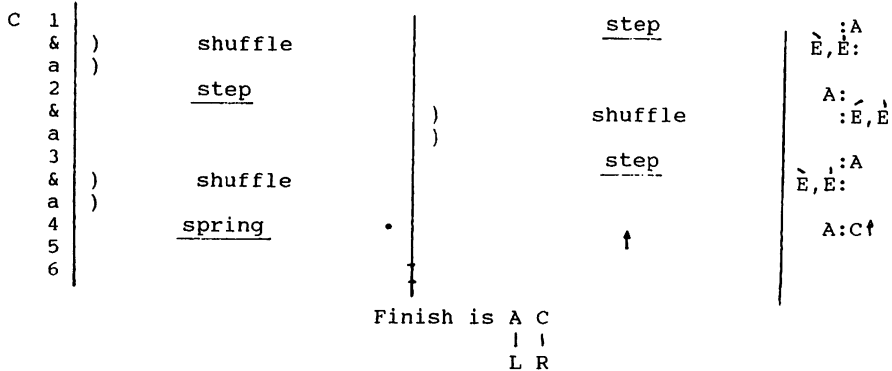 C 1 step :A
& ) shuffle È,É:
a )
2 step A:
& ) shuffle :É,È
a )
3 step :A
& ) shuffle È,É:
a )
4 spring . ↑ A:C↑
5
6
Finish is A C
L R